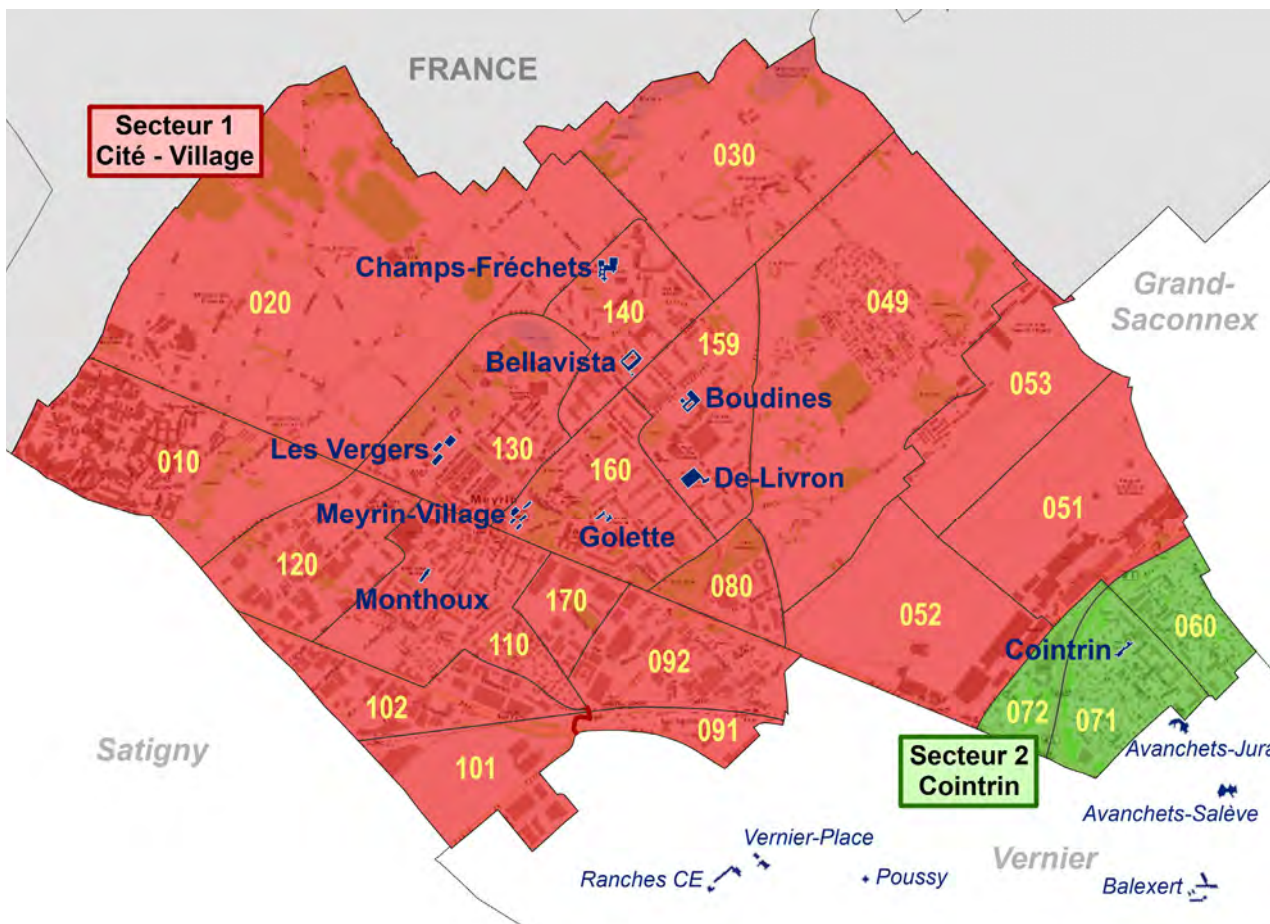 FRANCE
Secteur 1
Cité - Village
030
Champs-Fréchets
020
140
049
Grand-
Saconnex
159
Bellavista
053
Boudines
Les Vergers
130
010
160
De-Livron
Meyrin
Meyrin-Village
051
Golette
120
080
Monthoux
170
052
060
110
Cointrin
092
102
072
071
091
Satigny
101
Secteur 2
Cointrin
Avanchets-Jura
Avanchets-Salève
Vernier-Place
Vernier
Ranches CE
Poussy
Balexert